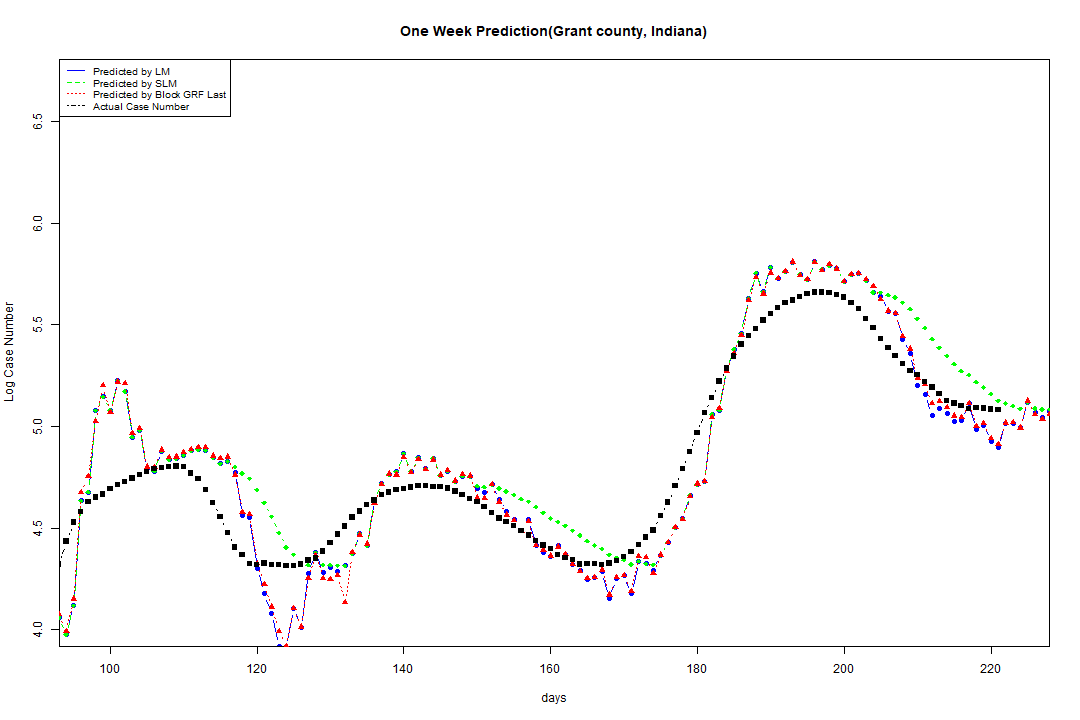 One Week Prediction(Grant county, Indiana)
Predicted by LM
Predicted by SLM
Predicted by Block GRF Last
Actual Case Number
6.5
6.0
5.5
5.0
4.5
4.0
Log Case Number
100 120 140 160 180 200 220
days